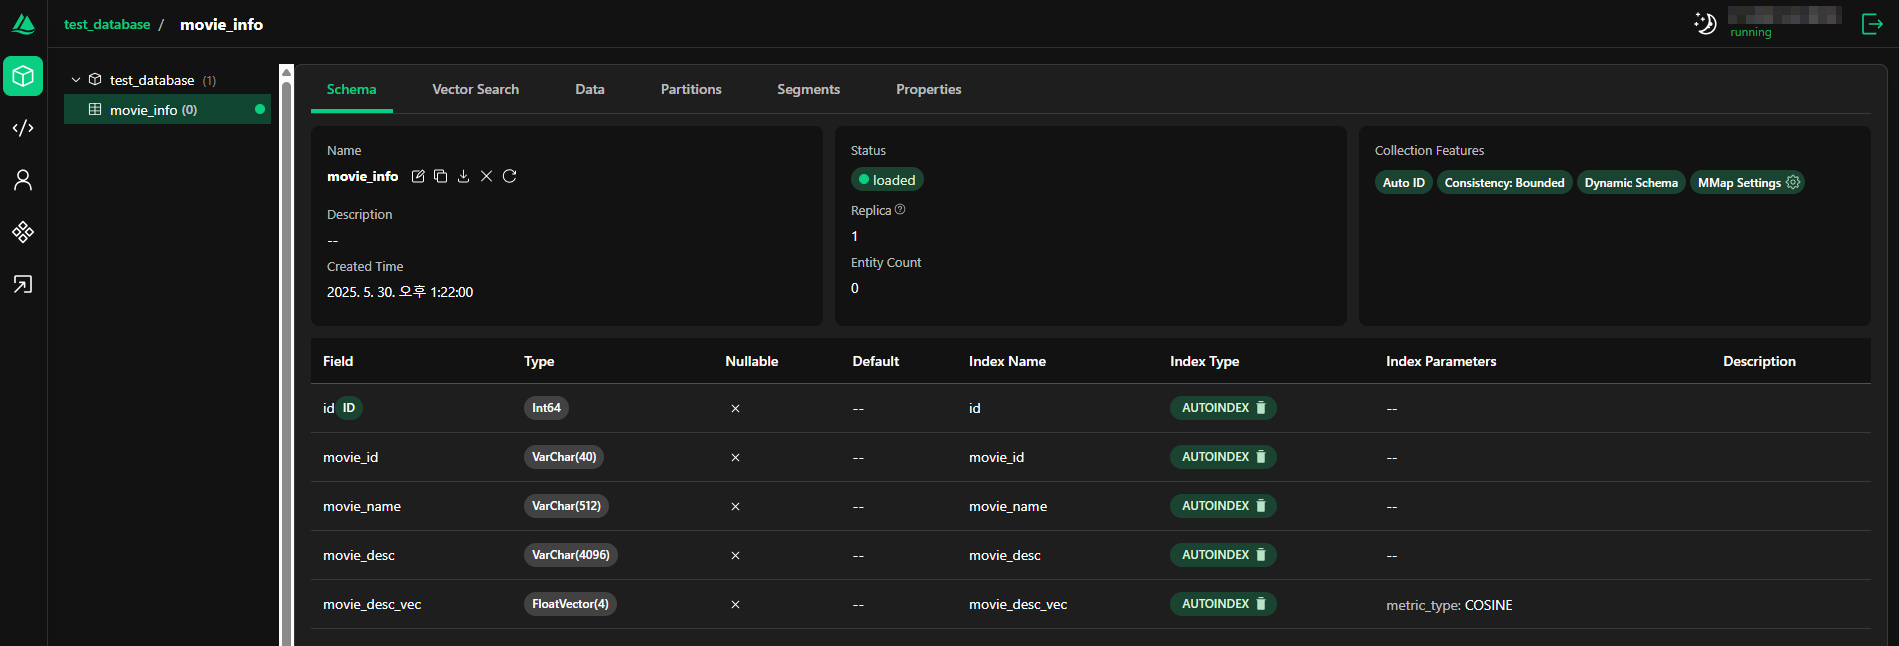 test_database / movie_info
running
test_database (1)
movie_info (0)
Schema Vector Search Data Partitions Segments Properties
Name
movie_info
Description
--
Created Time
2025. 5. 30. 오후 1:22:00
Status
loaded
Replica
1
Entity Count
0
Collection Features
Auto ID Consistency: Bounded Dynamic Schema MMap Settings
Field Type Nullable Default Index Name Index Type Index Parameters Description
id ID Int64 -- id AUTOINDEX --
movie_id VarChar(40) -- movie_id AUTOINDEX --
movie_name VarChar(512) -- movie_name AUTOINDEX --
movie_desc VarChar(4096) -- movie_desc AUTOINDEX --
movie_desc_vec FloatVector(4) -- movie_desc_vec AUTOINDEX metric_type: COSINE